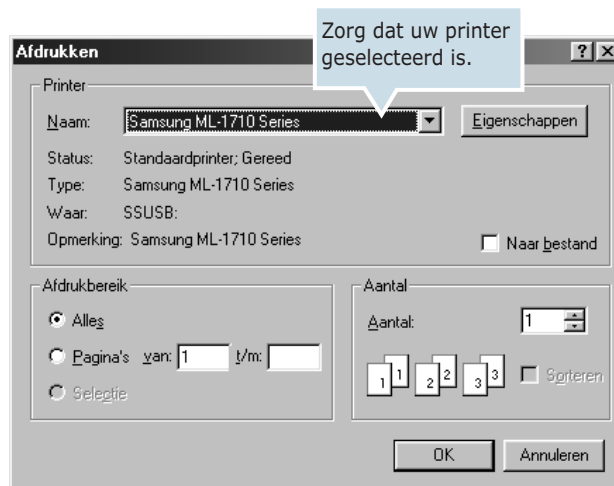 Zorg dat uw printer
geselecteerd is.
Afdrukken
Printer
Naam: Samsung ML-1710 Series Eigenschappen
Status: Standaardprinter; Gereed
Type: Samsung ML-1710 Series
Waar: SSUSB:
Opmerking: Samsung ML-1710 Series Naar bestand
Afdrukbereik
Alles
Pagina's van: 1 t/m:
Selectie
Aantal
Aantal: 1
1 1 2 2 3 3 Sorteren
OK Annuleren